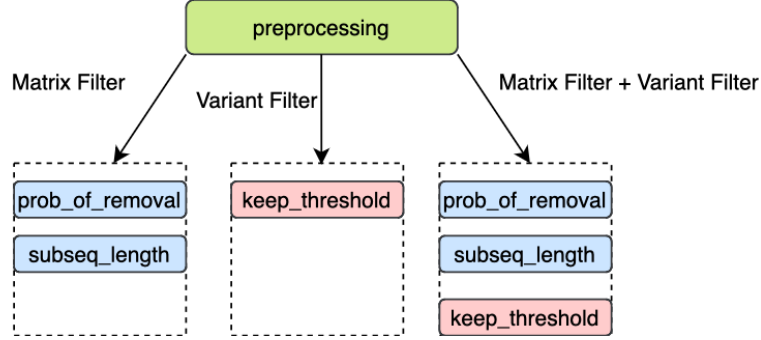 preprocessing
Matrix Filter
Variant Filter
Matrix Filter + Variant Filter
prob_of_removal
subseq_length
keep_threshold
prob_of_removal
subseq_length
keep_threshold